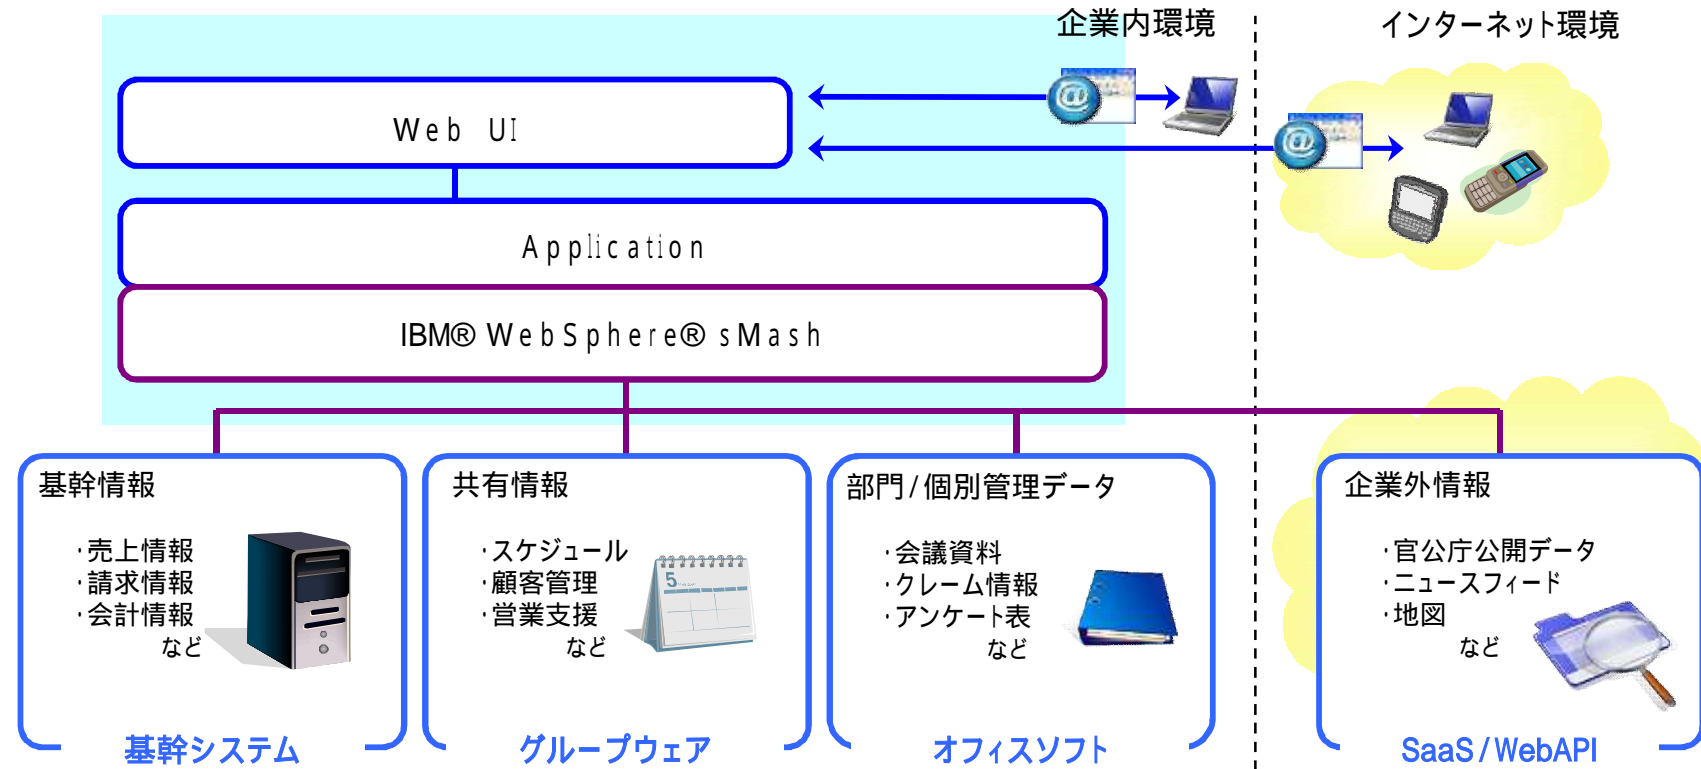 企業内環境
インターネット環境
Web UI
Application
IBM® WebSphere® sMash
基幹情報
・売上情報
・請求情報
・会計情報
など
基幹システム
共有情報
・スケジュール
・顧客管理
・営業支援
など
5
グループウェア
部門/個別管理データ
・会議資料
・クレーム情報
・アンケート表
など
オフィスソフト
企業外情報
・官公庁公開データ
・ニュースフィード
・地図
など
SaaS/WebAPI